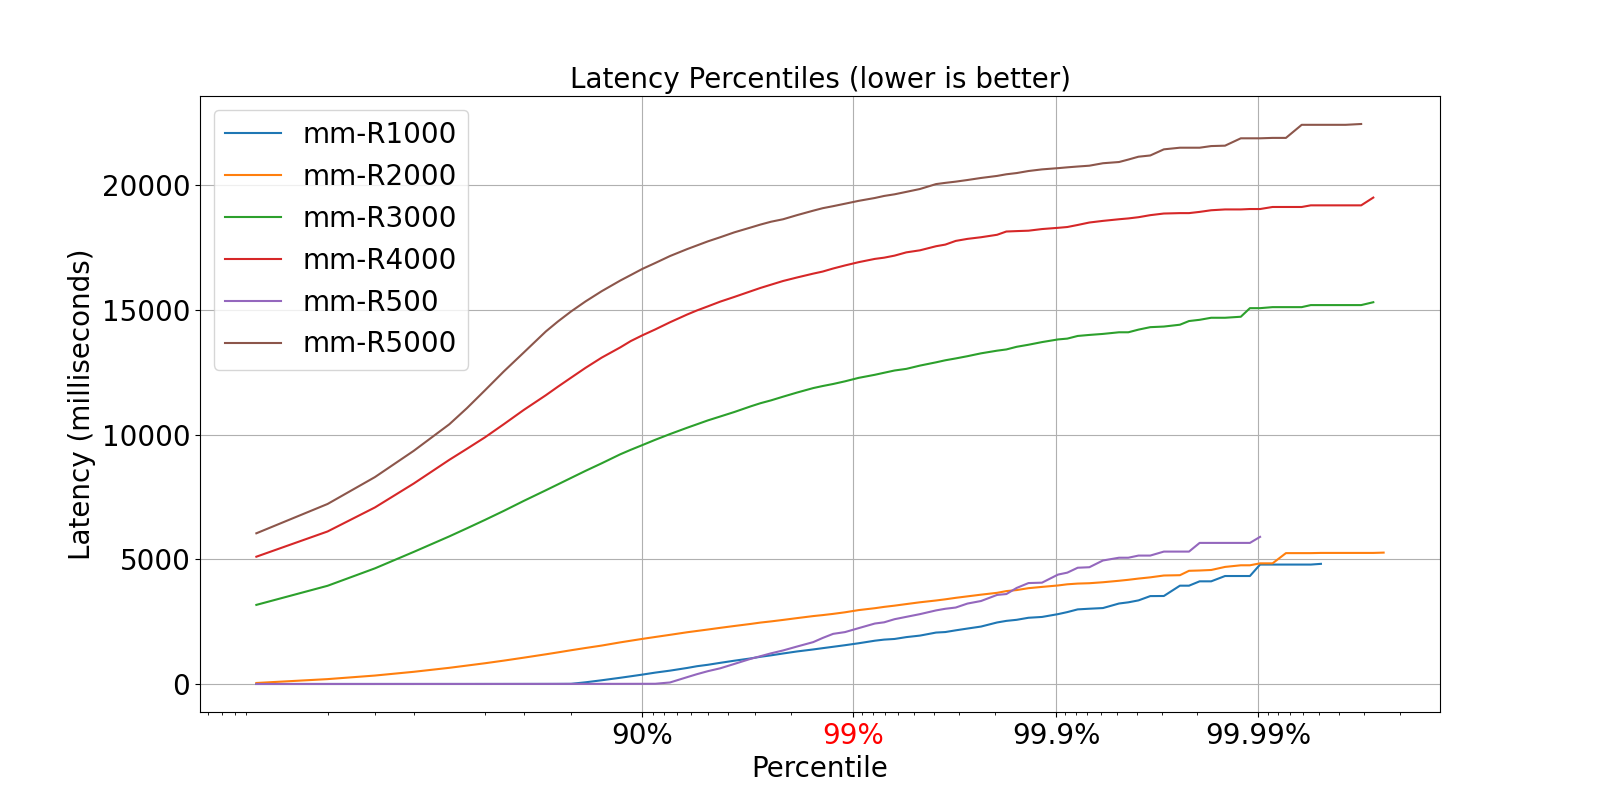 Latency Percentiles (lower is better)
mm-R1000
mm-R2000
mm-R3000
mm-R4000
mm-R500
mm-R5000
20000
15000
10000
5000
0
Latency (milliseconds)
90%
99%
99.9%
99.99%
Percentile